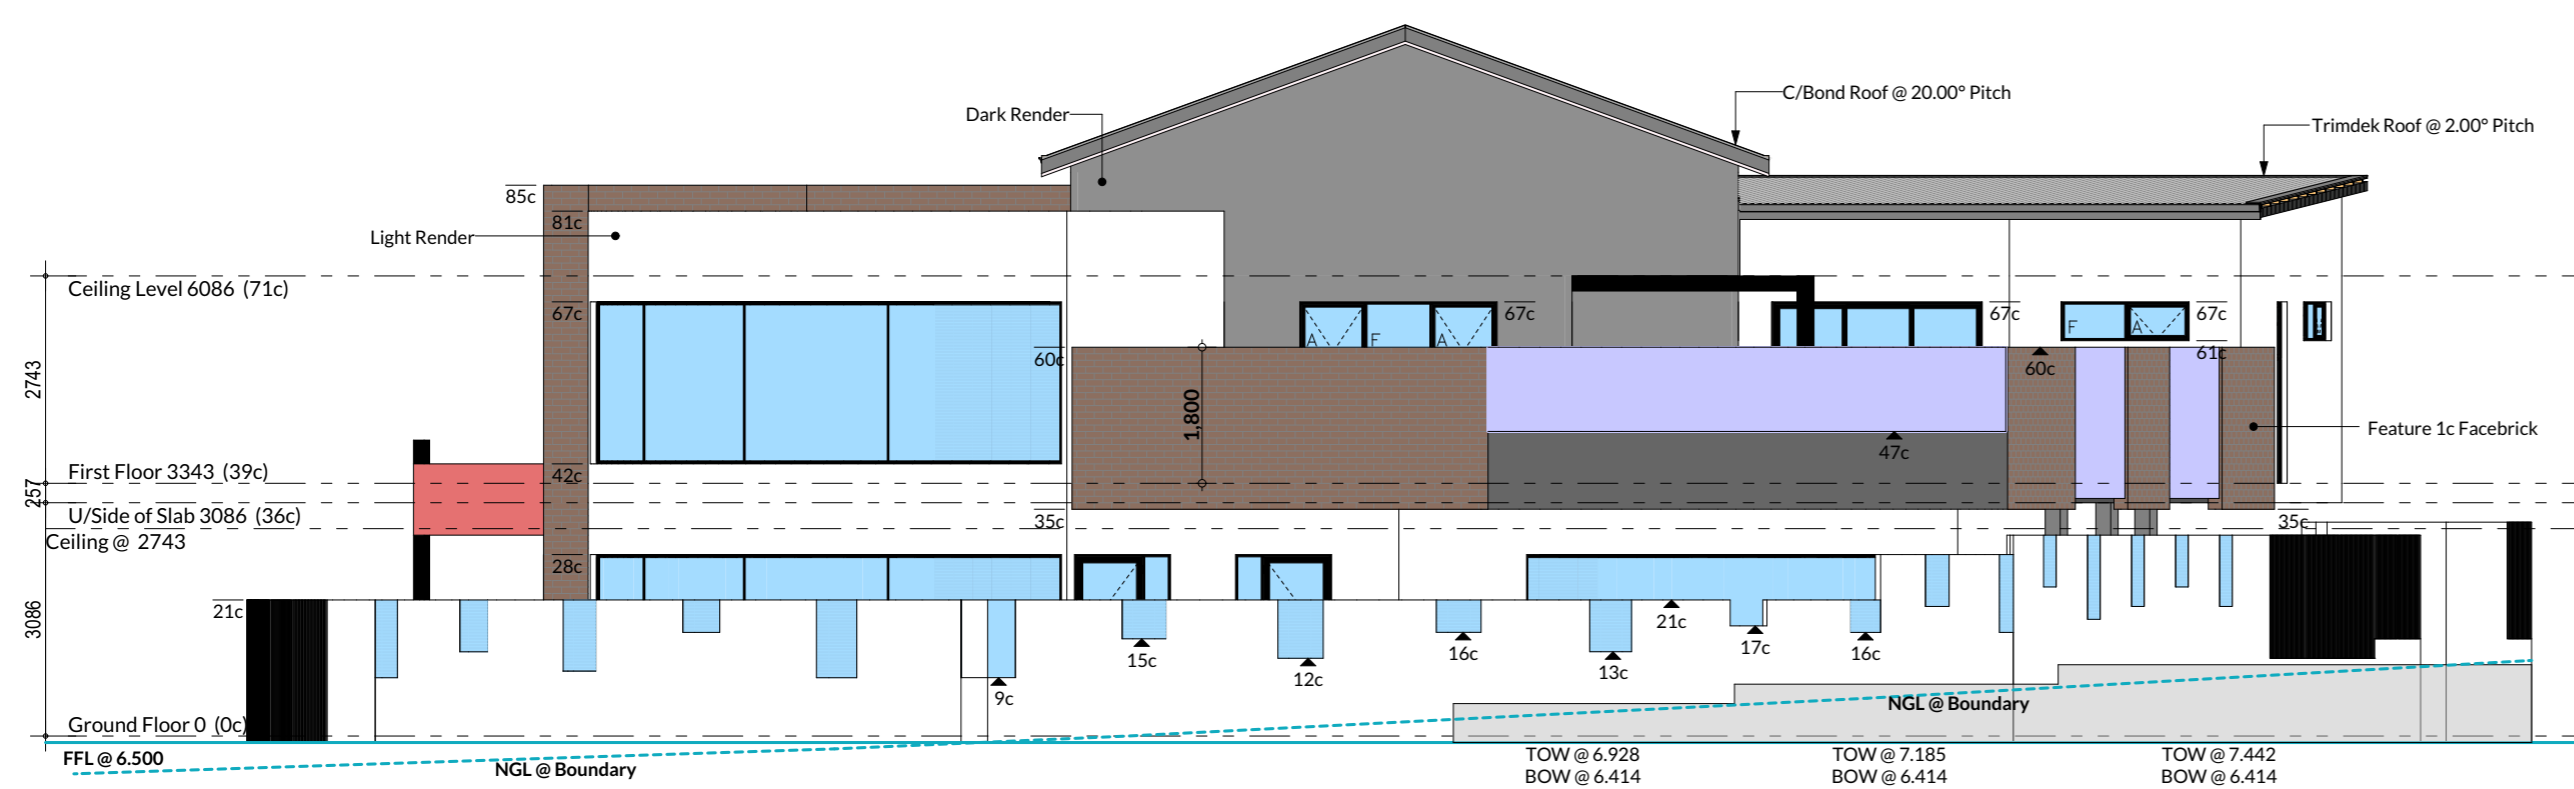 C/Bond Roof @ 20.00° Pitch
Dark Render
Trimdek Roof @ 2.00° Pitch
85c
81c
Light Render
Ceiling Level 6086 (71c)
67c
67c
67c
67c
A
F
A
F
A
60c
61c
60c
2743
1,800
Feature 1c Facebrick
47c
First Floor 3343 (39c)
42c
257
U/Side of Slab 3086 (36c)
35c
35c
Ceiling @ 2743
28c
21c
3086
21c
15c
16c
17c
16c
13c
12c
9c
NGL @ Boundary
Ground Floor 0 (0c)
FFL @ 6.500
NGL @ Boundary
TOW @ 6.928
BOW @ 6.414
TOW @ 7.185
BOW @ 6.414
TOW @ 7.442
BOW @ 6.414